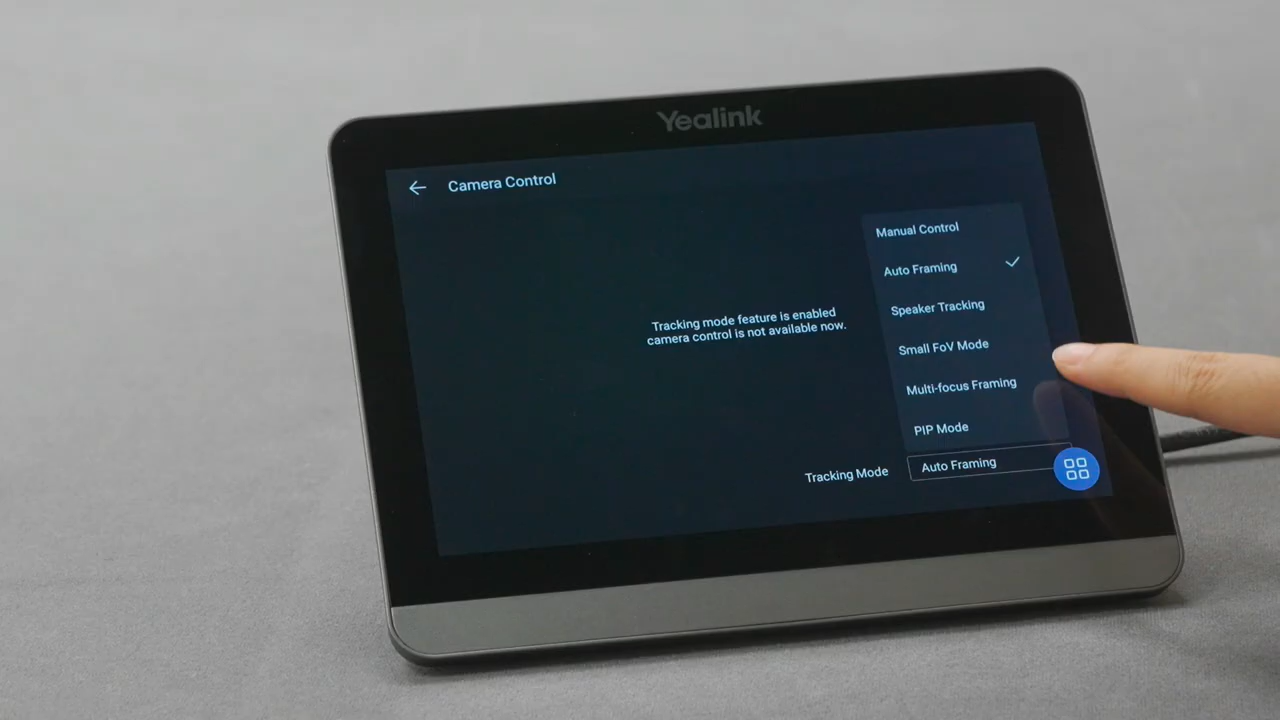 Yealink
Camera Control
Manual Control
Auto Framing
Speaker Tracking
Tracking mode feature is enabled
camera control is not available now.
Small FoV Mode
Multi-focus Framing
PIP Mode
Tracking Mode
Auto Framing